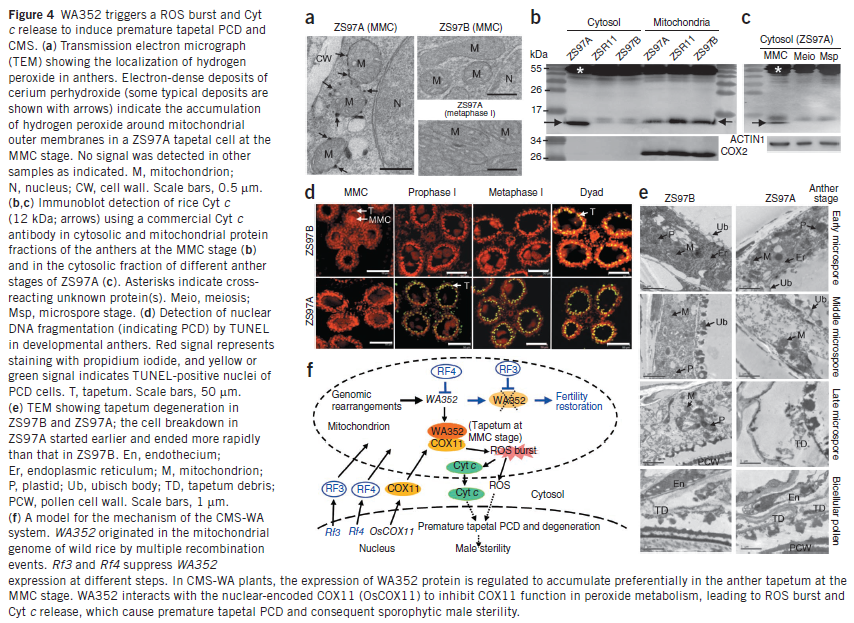 Figure 4 WA352 triggers a ROS burst and Cyt
c release to induce premature tapetal PCD and
CMS. (a) Transmission electron micrograph
(TEM) showing the localization of hydrogen
peroxide in anthers. Electron-dense deposits of
cerium perhydroxide (some typical deposits are
shown with arrows) indicate the accumulation
of hydrogen peroxide around mitochondrial
outer membranes in a ZS97A tapetal cell at the
MMC stage. No signal was detected in other
samples as indicated. M, mitochondrion;
N, nucleus; CW, cell wall. Scale bars, 0.5 μm.
(b,c) Immunoblot detection of rice Cyt c
(12 kDa; arrows) using a commercial Cyt c
antibody in cytosolic and mitochondrial protein
fractions of the anthers at the MMC stage (b)
and in the cytosolic fraction of different anther
stages of ZS97A (c). Asterisks indicate cross-
reacting unknown protein(s). Meio, meiosis;
Msp, microspore stage. (d) Detection of nuclear
DNA fragmentation (indicating PCD) by TUNEL
in developmental anthers. Red signal represents
staining with propidium iodide, and yellow or
green signal indicates TUNEL-positive nuclei of
PCD cells. T, tapetum. Scale bars, 50 μm.
(e) TEM showing tapetum degeneration in
ZS97B and ZS97A; the cell breakdown in
ZS97A started earlier and ended more rapidly
than that in ZS97B. En, endothecium;
Er, endoplasmic reticulum; M, mitochondrion;
P, plastid; Ub, ubisch body; TD, tapetum debris;
PCW, pollen cell wall. Scale bars, 1 μm.
(f) A model for the mechanism of the CMS-WA
system. WA352 originated in the mitochondrial
genome of wild rice by multiple recombination
events. Rf3 and Rf4 suppress WA352
expression at different steps. In CMS-WA plants, the expression of WA352 protein is regulated to accumulate preferentially in the anther tapetum at the
MMC stage. WA352 interacts with the nuclear-encoded COX11 (OsCOX11) to inhibit COX11 function in peroxide metabolism, leading to ROS burst and
Cyt c release, which cause premature tapetal PCD and consequent sporophytic male sterility.
a
ZS97A (MMC)
ZS97B (MMC)
CW
M
M
M
N
M
M
N
ZS97A
(metaphase I)
M
M
b
Cytosol
Mitochondria
ZS97A
ZSR11
ZS97B
ZS97A
ZSR11
ZS97B
kDa
55
26
17
34
26
*
COX2
c
Cytosol (ZS97A)
MMC Meio Msp
*
ACTIN1
d
MMC
Prophase I
Metaphase I
Dyad
ZS97B
T
MMC
T
ZS97A
T
e
ZS97B
ZS97A
Anther
stage
P
Ub
M
Er
P
M
Er
Ub
Early microspore
M
Ub
P
Ub
M
Middle microspore
M
P
PCW
TD
Late microspore
En
TD
En
TD
TD
PCW
Bicellular pollen
f
RF4
RF3
Genomic
rearrangements
WA352
WA352
Fertility
restoration
Mitochondrion
WA352
COX11
(Tapetum at
MMC stage)
ROS burst
Cyt c
RF3
RF4
COX11
Cyt c
ROS
Cytosol
Rf3
Rf4
OsCOX11
Premature tapetal PCD and degeneration
Nucleus
Male sterility